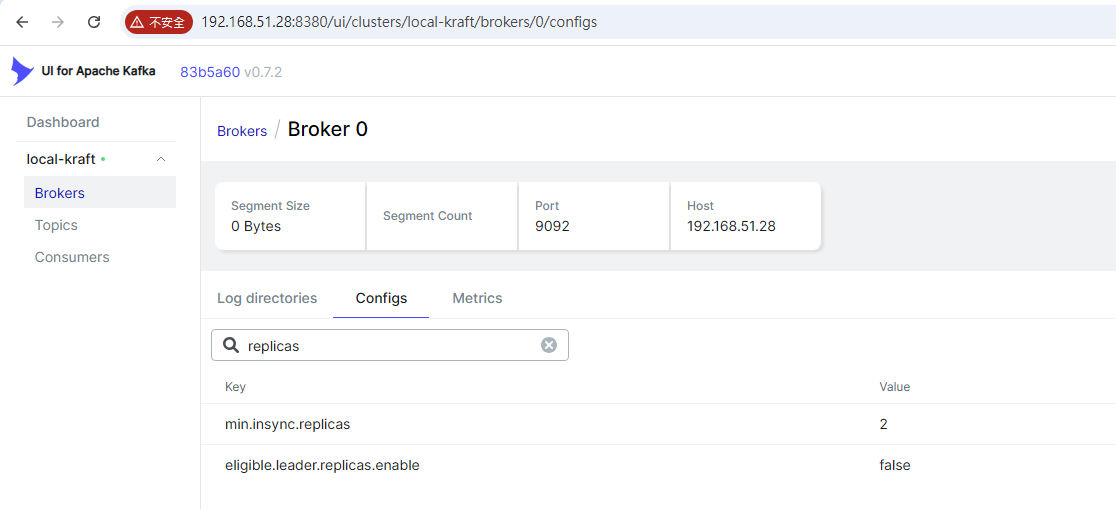 不安全 192.168.51.28:8380/ui/clusters/local-kraft/brokers/0/configs
UI for Apache Kafka 83b5a60 v0.7.2
Dashboard
local-kraft
Brokers
Topics
Consumers
Brokers / Broker 0
Segment Size
0 Bytes
Segment Count
Port
9092
Host
192.168.51.28
Log directories Configs Metrics
replicas
Key Value
min.insync.replicas 2
eligible.leader.replicas.enable false